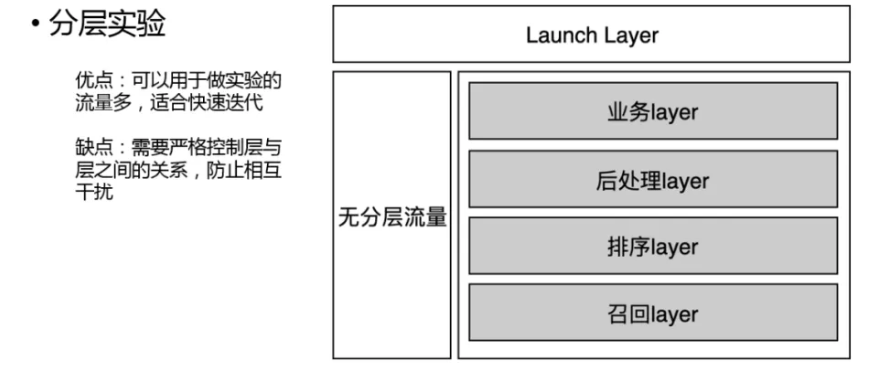 • 分层实验
优点：可以用于做实验的
流量多，适合快速迭代
缺点：需要严格控制层与
层之间的关系，防止相互
干扰
Launch Layer
无分层流量
业务layer
后处理layer
排序layer
召回layer